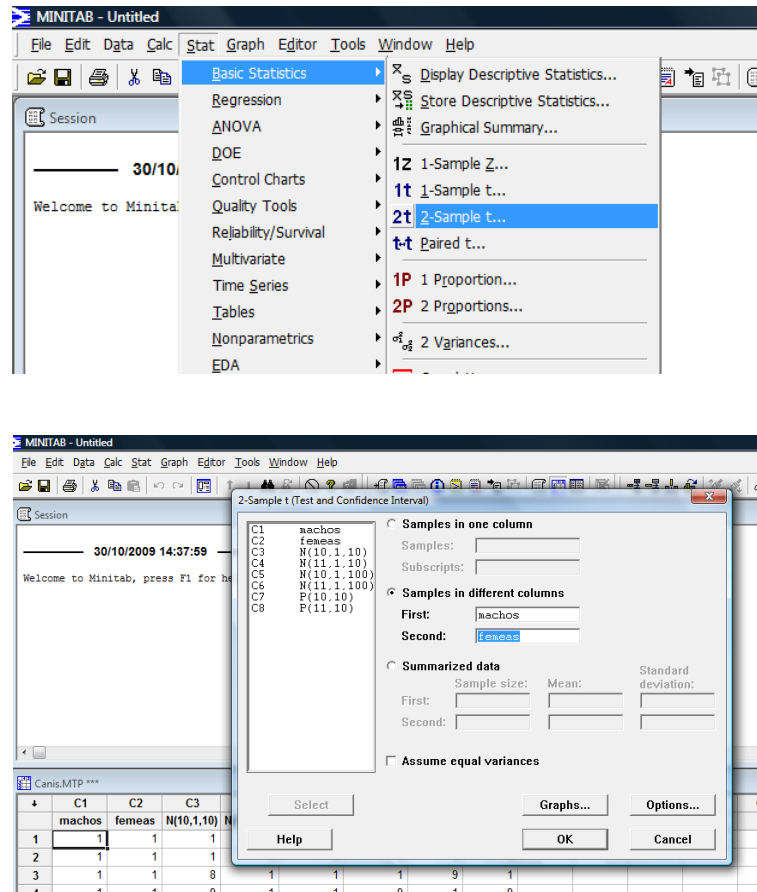 MINITAB - Untitled
File Edit Data Calc Stat Graph Editor Tools Window Help
Basic Statistics
Regression
ANOVA
DOE
Control Charts
Quality Tools
Reliability/Survival
Multivariate
Time Series
Tables
Nonparametrics
EDA
Display Descriptive Statistics...
Store Descriptive Statistics...
Graphical Summary...
1Z 1-Sample Z...
1t 1-Sample t...
2t 2-Sample t...
t-t Paired t...
1P 1 Proportion...
2P 2 Proportions...
2 Variances...
Session
30/10/
Welcome to Minita
MINITAB - Untitled
File Edit Data Calc Stat Graph Editor Tools Window Help
Session
30/10/2009 14:37:59
Welcome to Minitab, press F1 for he
2-Sample t (Test and Confidence Interval)
C1 machos
C2 femeas
C3 N(10,1,10)
C4 N(11,1,10)
C5 N(10,1,100)
C6 N(11,1,100)
C7 P(10,10)
C8 P(11,10)
Samples in one column
Samples:
Subscripts:
Samples in different columns
First: machos
Second: femeas
Summarized data
Sample size: Mean: Standard deviation:
First:
Second:
Assume equal variances
Select
Graphs... Options...
Help
OK Cancel
Canis.MTP ***
C1 C2 C3
machos femeas N(10,1,10)
1 1 1 1
2 1 1 1
3 1 1 8 1 1 1 9 1